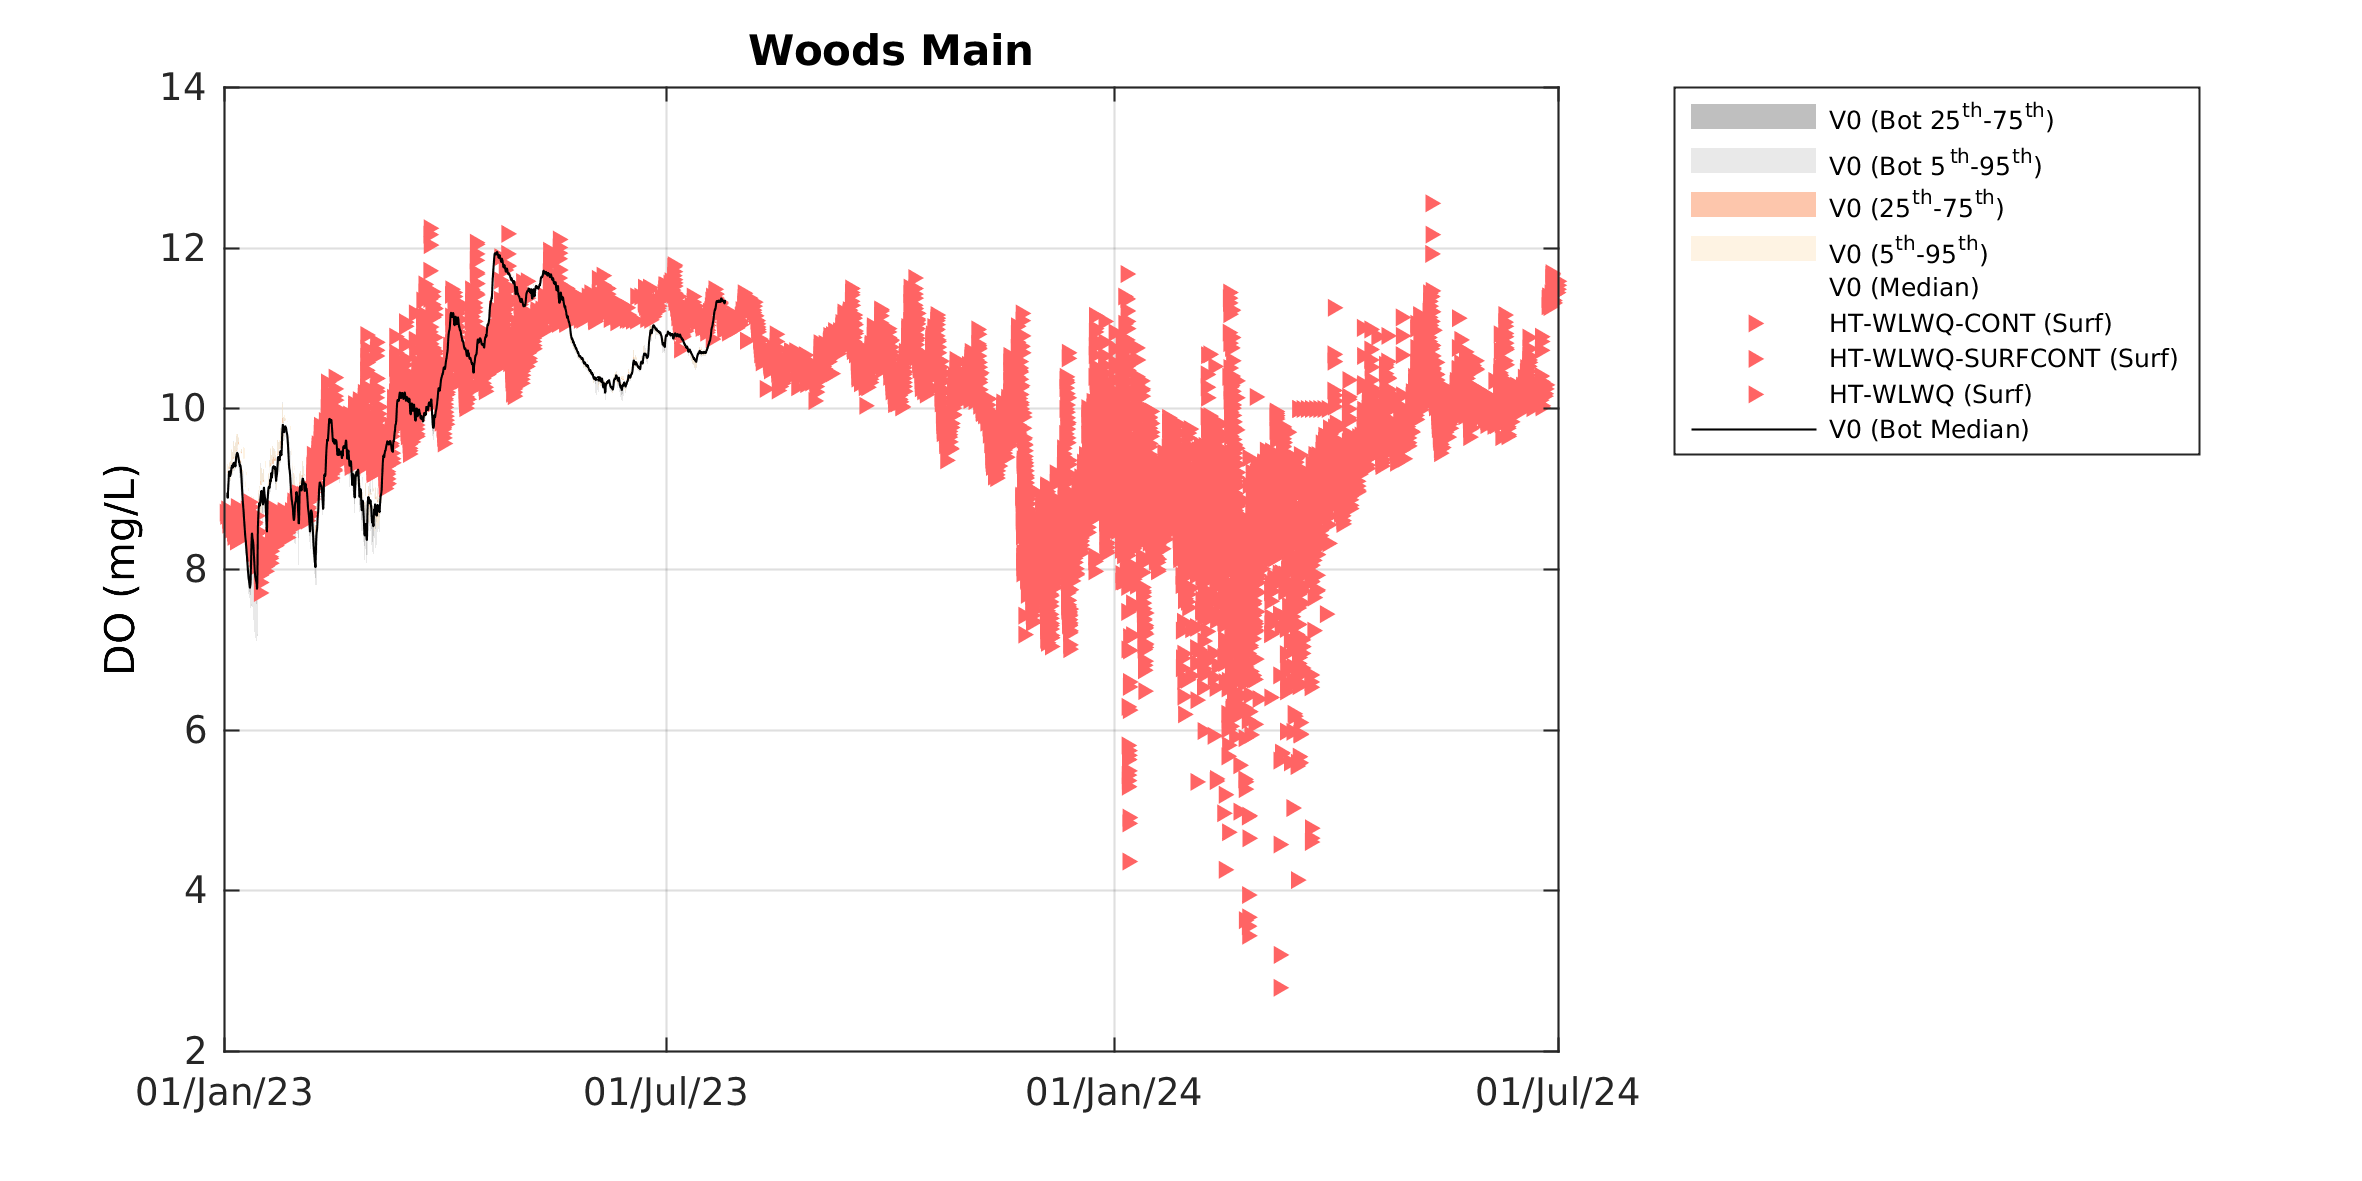 Woods Main
DO (mg/L)
14
12
10
8
6
4
2
01/Jan/23
01/Jul/23
01/Jan/24
01/Jul/24
V0 (Bot 25th-75th)
V0 (Bot 5th-95th)
V0 (25th-75th)
V0 (5th-95th)
V0 (Median)
HT-WLWQ-CONT (Surf)
HT-WLWQ-SURFCONT (Surf)
HT-WLWQ (Surf)
V0 (Bot Median)